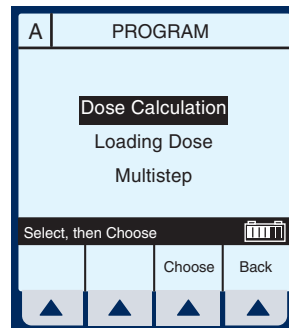 A PROGRAM
Dose Calculation
Loading Dose
Multistep
Select, then Choose
Choose Back